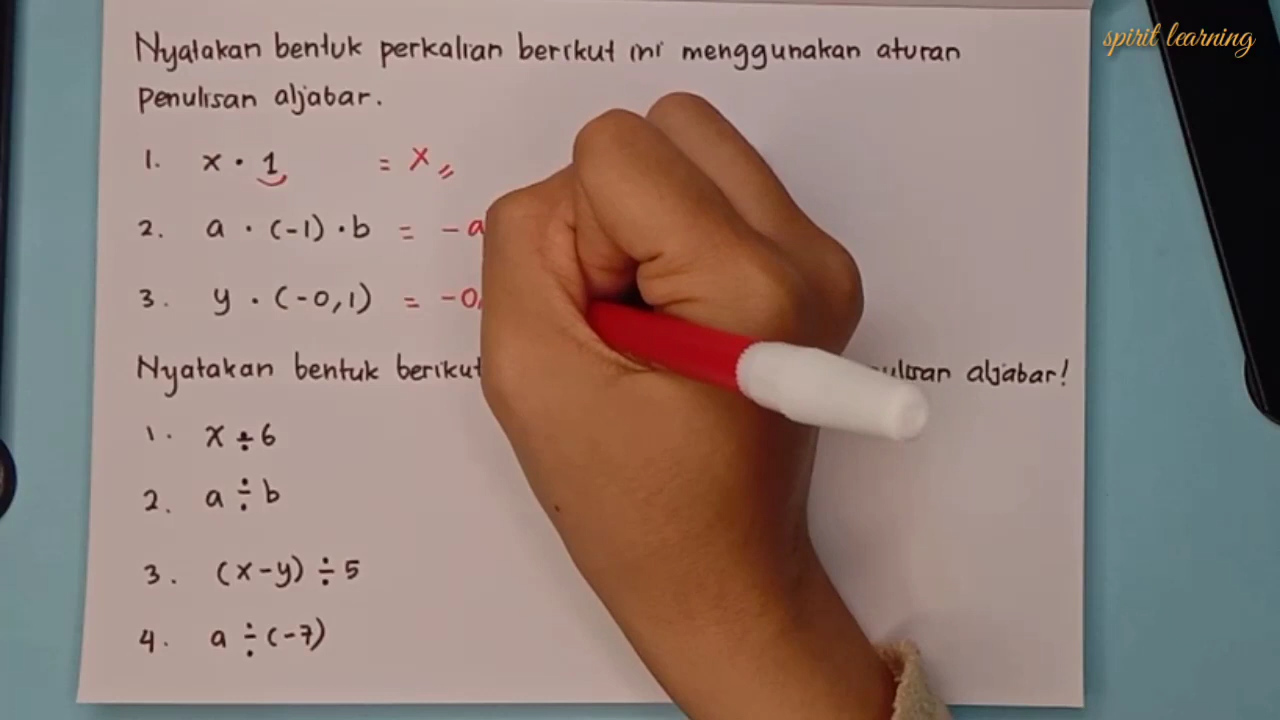 spirit learning
Nyatakan bentuk perkalian berikut ini menggunakan aturan
Penulisan aljabar.
1. x · 1 = x
2. a · (-1) · b = -a
3. y · (-0,1) = -0,
Nyatakan bentuk berikut aljabar!
1. x ÷ 6
2. a ÷ b
3. (x-y) ÷ 5
4. a ÷ (-7)